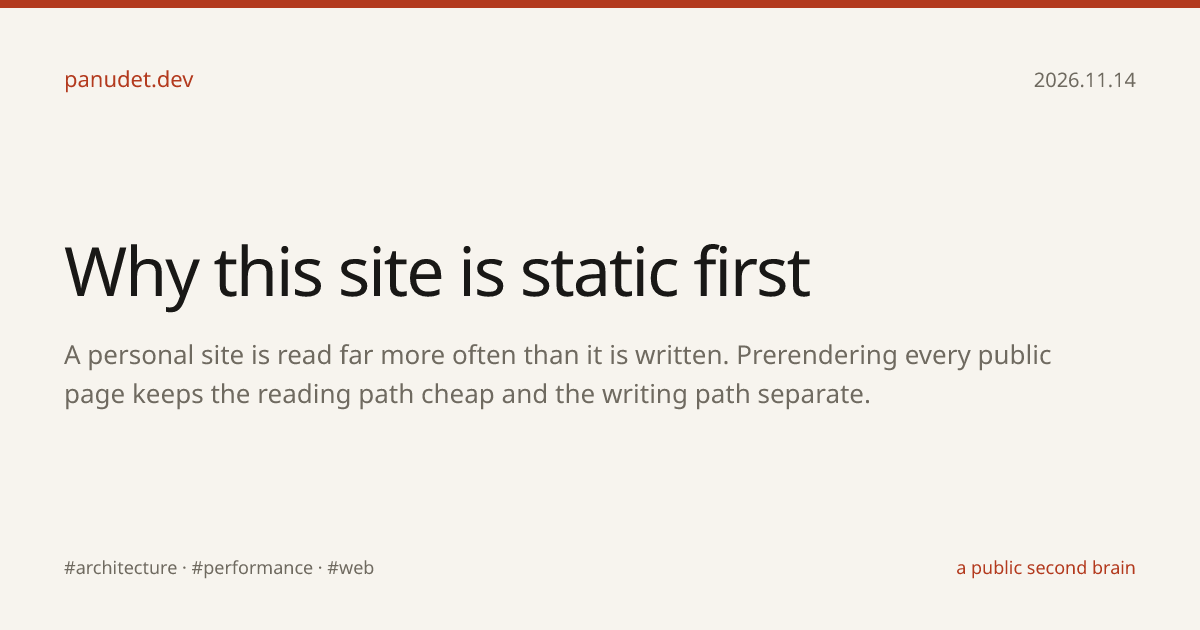 panudet.dev
2026.11.14
Why this site is static first
A personal site is read far more often than it is written. Prerendering every public
page keeps the reading path cheap and the writing path separate.
#architecture · #performance · #web
a public second brain